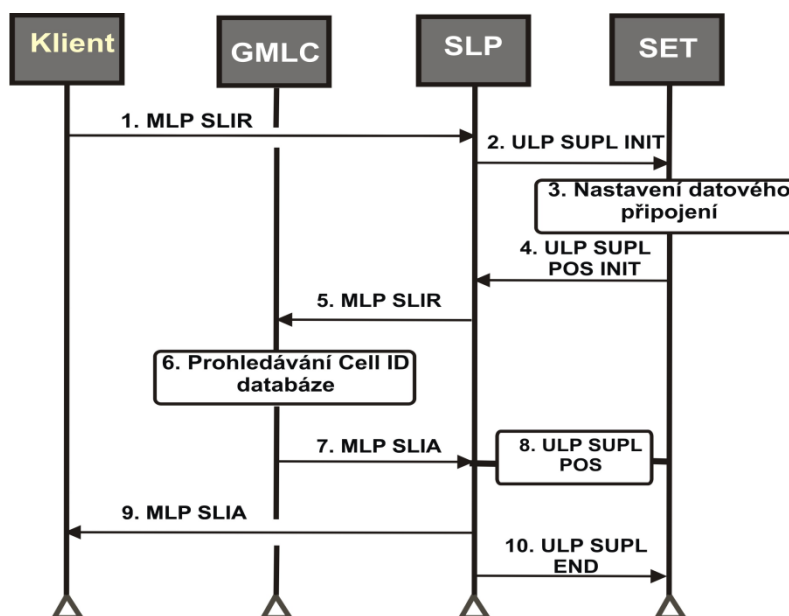 Klient
GMLC
SLP
SET
1. MLP SLIR
2. ULP SUPL INIT
3. Nastavení datového
připojení
4. ULP SUPL
POS INIT
5. MLP SLIR
6. Prohledávání Cell ID
databáze
7. MLP SLIA
8. ULP SUPL
POS
9. MLP SLIA
10. ULP SUPL
END